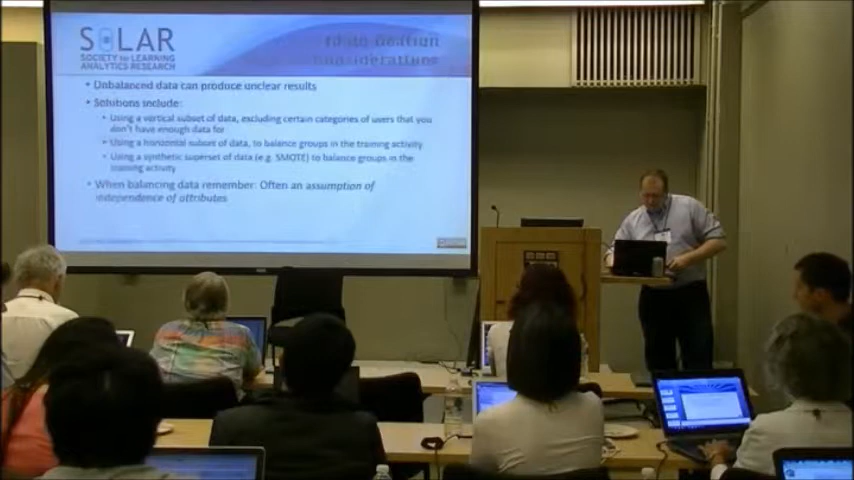 SOLAR
SOCIETY for LEARNING
ANALYTICS RESEARCH
• Unbalanced data can produce unclear results
• Solutions include:
• Using a vertical subset of data, excluding certain categories of users that you
don't have enough data for
• Using a horizontal subset of data, to balance groups in the training activity
• Using a synthetic superset of data (e.g. SMOTE) to balance groups in the
training activity
• When balancing data remember: Often an assumption of
independence of attributes